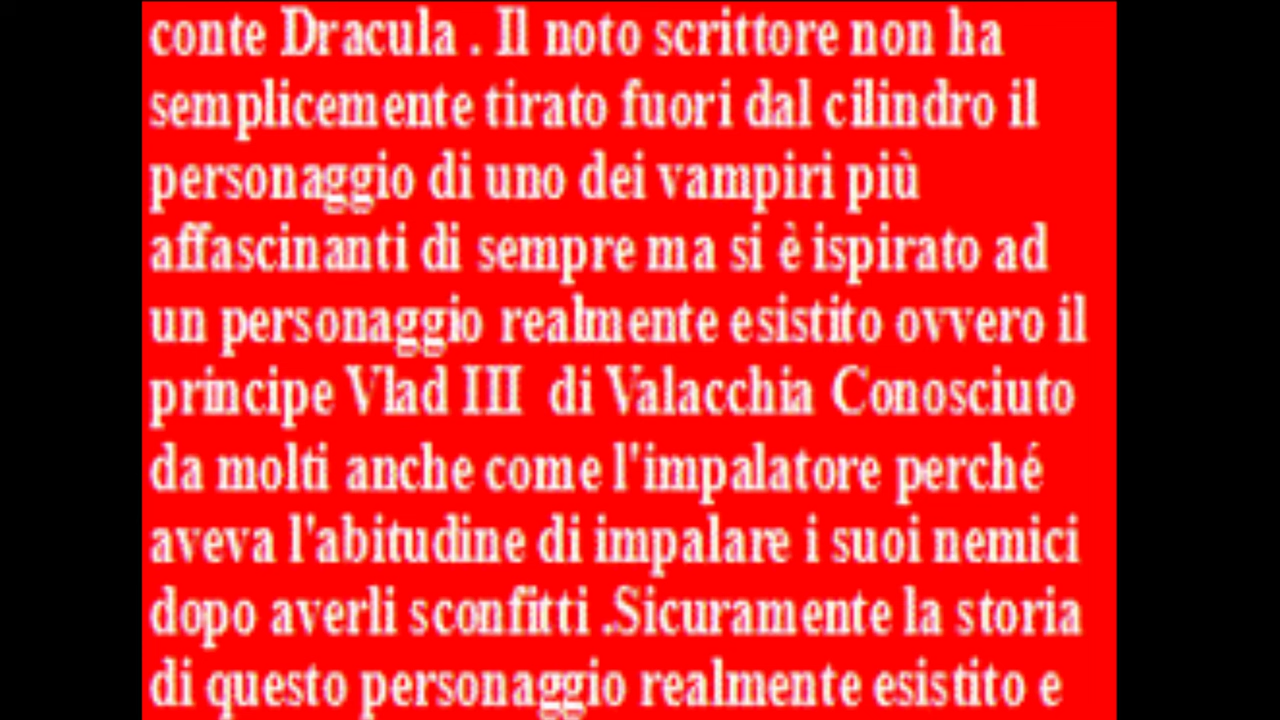 conte Dracula . Il noto scrittore non ha
semplicemente tirato fuori dal cilindro il
personaggio di uno dei vampiri più
affascinanti di sempre ma si è ispirato ad
un personaggio realmente esistito ovvero il
principe Vlad III  di Valacchia Conosciuto
da molti anche come l'impalatore perché
aveva l'abitudine di impalare i suoi nemici
dopo averli sconfitti .Sicuramente la storia
di questo personaggio realmente esistito e